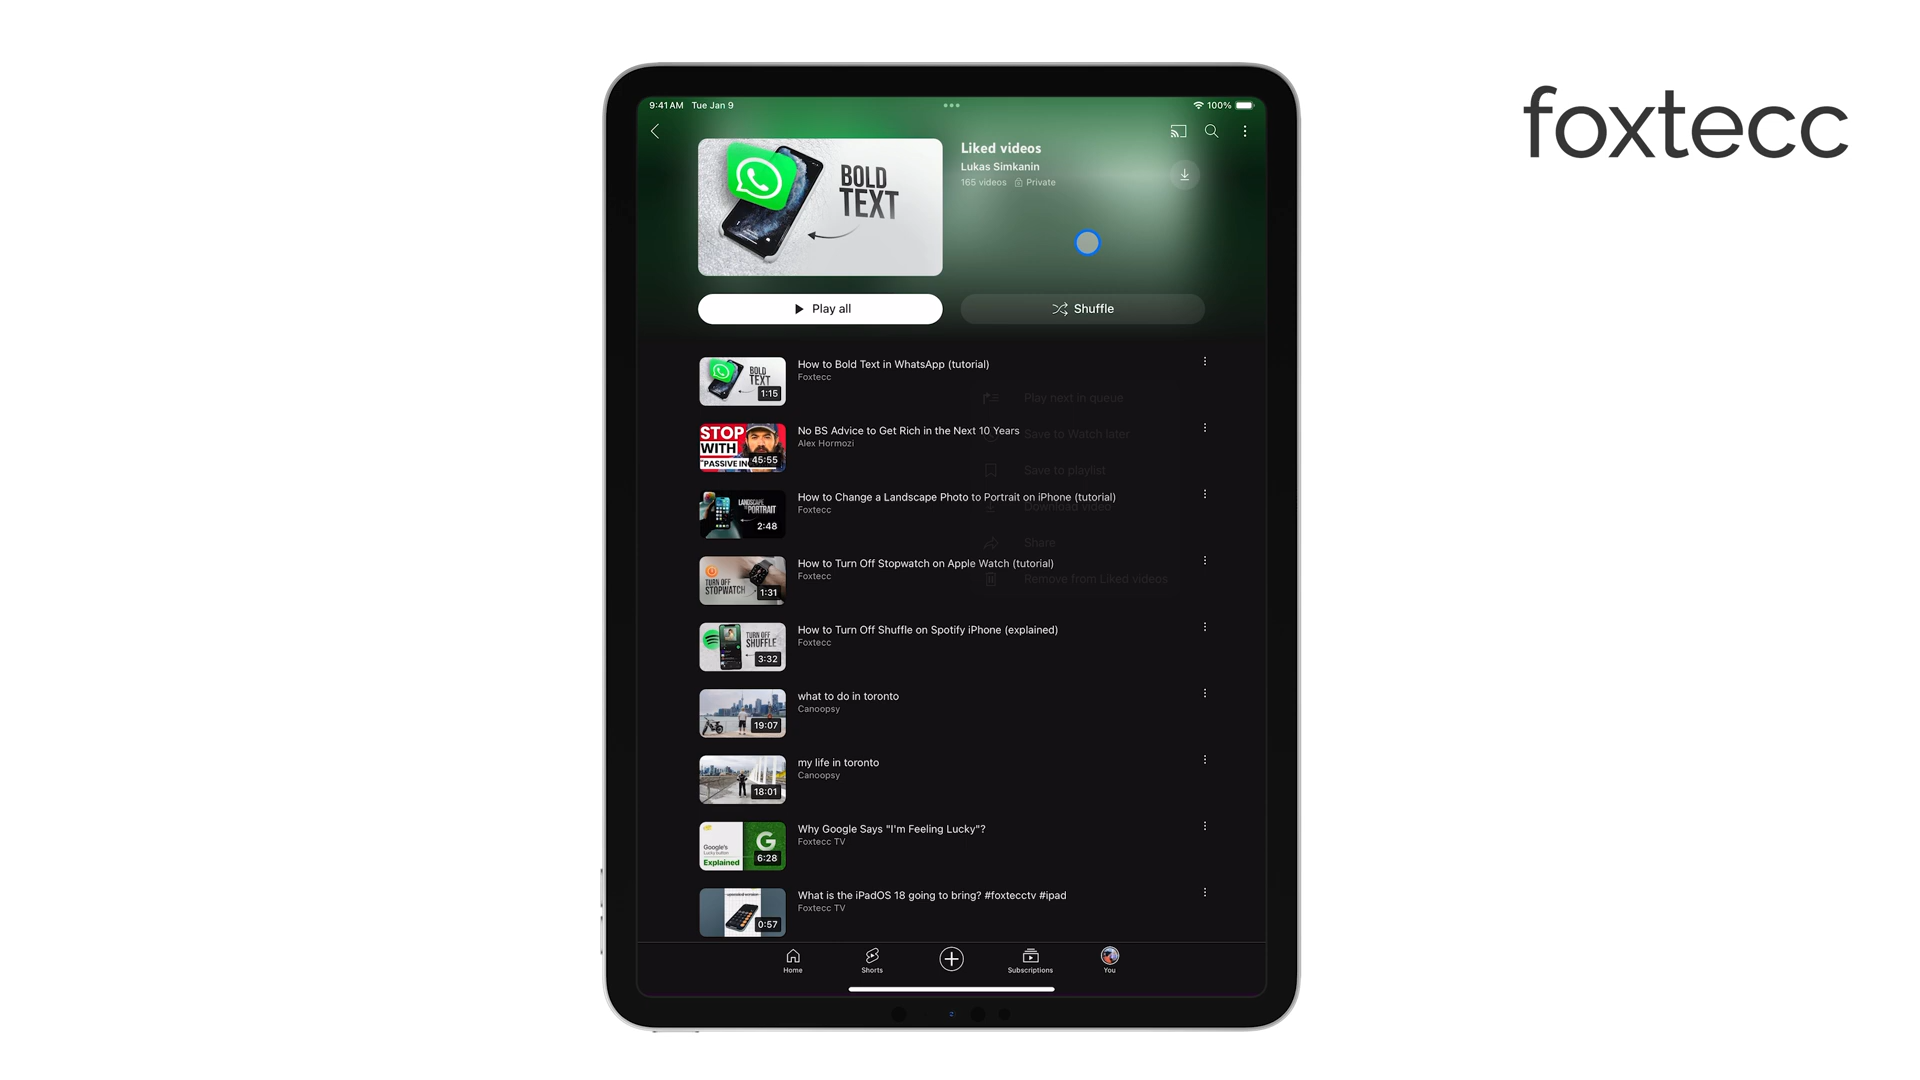 foxtecc
9:41 AM Tue Jan 9
100%
BOLD
TEXT
Liked videos
Lukas Simkanin
165 videos Private
Play all
Shuffle
BOLD
TEXT
1:15
How to Bold Text in WhatsApp (tutorial)
Foxtecc
Play next in queue
STOP
WITH
"PASSIVE IN
45:55
No BS Advice to Get Rich in the Next 10 Years
Alex Hormozi
Save to Watch later
Save to playlist
LANDSCAPE
TO PORTRAIT
2:48
How to Change a Landscape Photo to Portrait on iPhone (tutorial)
Foxtecc
Download video
Share
TURN OFF
STOPWATCH
1:31
How to Turn Off Stopwatch on Apple Watch (tutorial)
Foxtecc
Remove from Liked videos
TURN OFF
SHUFFLE
3:32
How to Turn Off Shuffle on Spotify iPhone (explained)
Foxtecc
19:07
what to do in toronto
Canoopsy
18:01
my life in toronto
Canoopsy
Google's
Lucky button
Explained
G
6:28
Why Google Says "I'm Feeling Lucky"?
Foxtecc TV
0:57
What is the iPadOS 18 going to bring? #foxtecctv #ipad
Foxtecc TV
Home
Shorts
Subscriptions
You